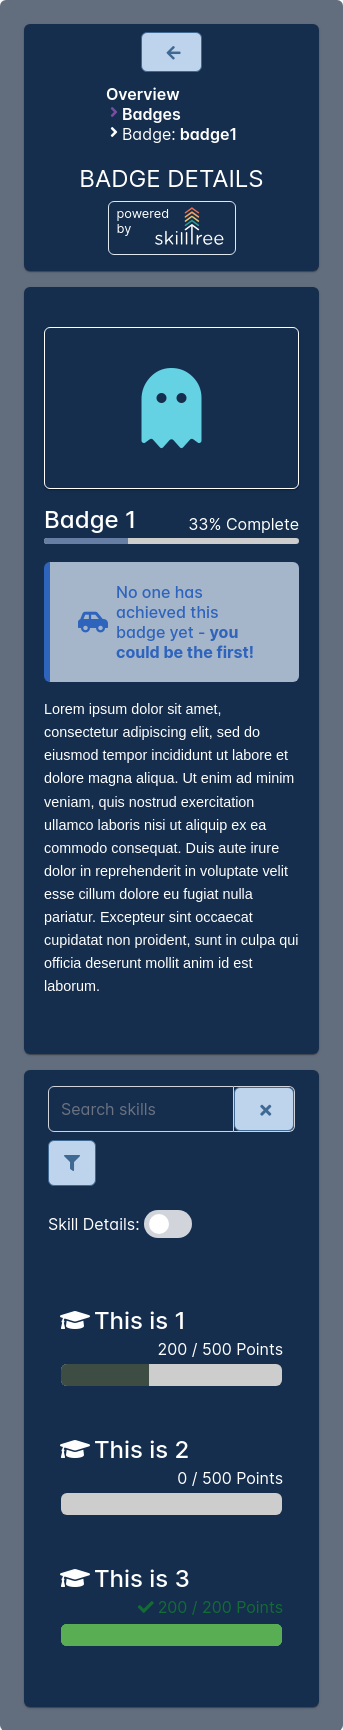 Overview
Badges
Badge: badge1
BADGE DETAILS
powered
by
skilltree
Badge 1
33% Complete
No one has
achieved this
badge yet - you
could be the first!
Lorem ipsum dolor sit amet,
consectetur adipiscing elit, sed do
eiusmod tempor incididunt ut labore et
dolore magna aliqua. Ut enim ad minim
veniam, quis nostrud exercitation
ullamco laboris nisi ut aliquip ex ea
commodo consequat. Duis aute irure
dolor in reprehenderit in voluptate velit
esse cillum dolore eu fugiat nulla
pariatur. Excepteur sint occaecat
cupidatat non proident, sunt in culpa qui
officia deserunt mollit anim id est
laborum.
Search skills
Skill Details:
This is 1
200 / 500 Points
This is 2
0 / 500 Points
This is 3
200 / 200 Points